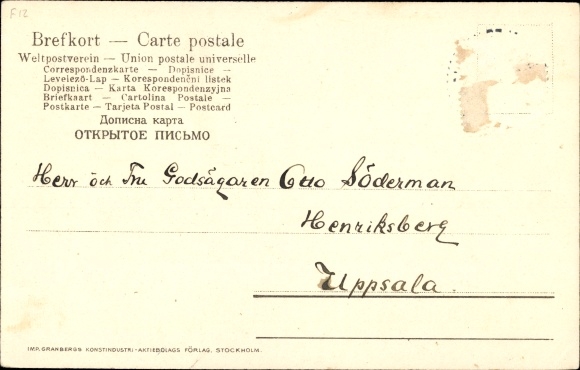 F12
Brefkort — Carte postale
Weltpostverein — Union postale universelle
Correspondenzkarte — Dopisnice —
Levelező-Lap — Korespondenční listek
Dopisnica — Karta Korespondenzyjna
Briefkaart — Cartolina Postale —
Postkarte — Tarjeta Postal — Postcard
Дописна карта
ОТКРЫТОЕ ПИСЬМО
Herr och Fru Godsägaren Otto Söderman
Henriksberg
Uppsala.
IMP. GRANBERGS KONSTINDUSTRI-AKTIEBOLAGS FÖRLAG, STOCKHOLM.